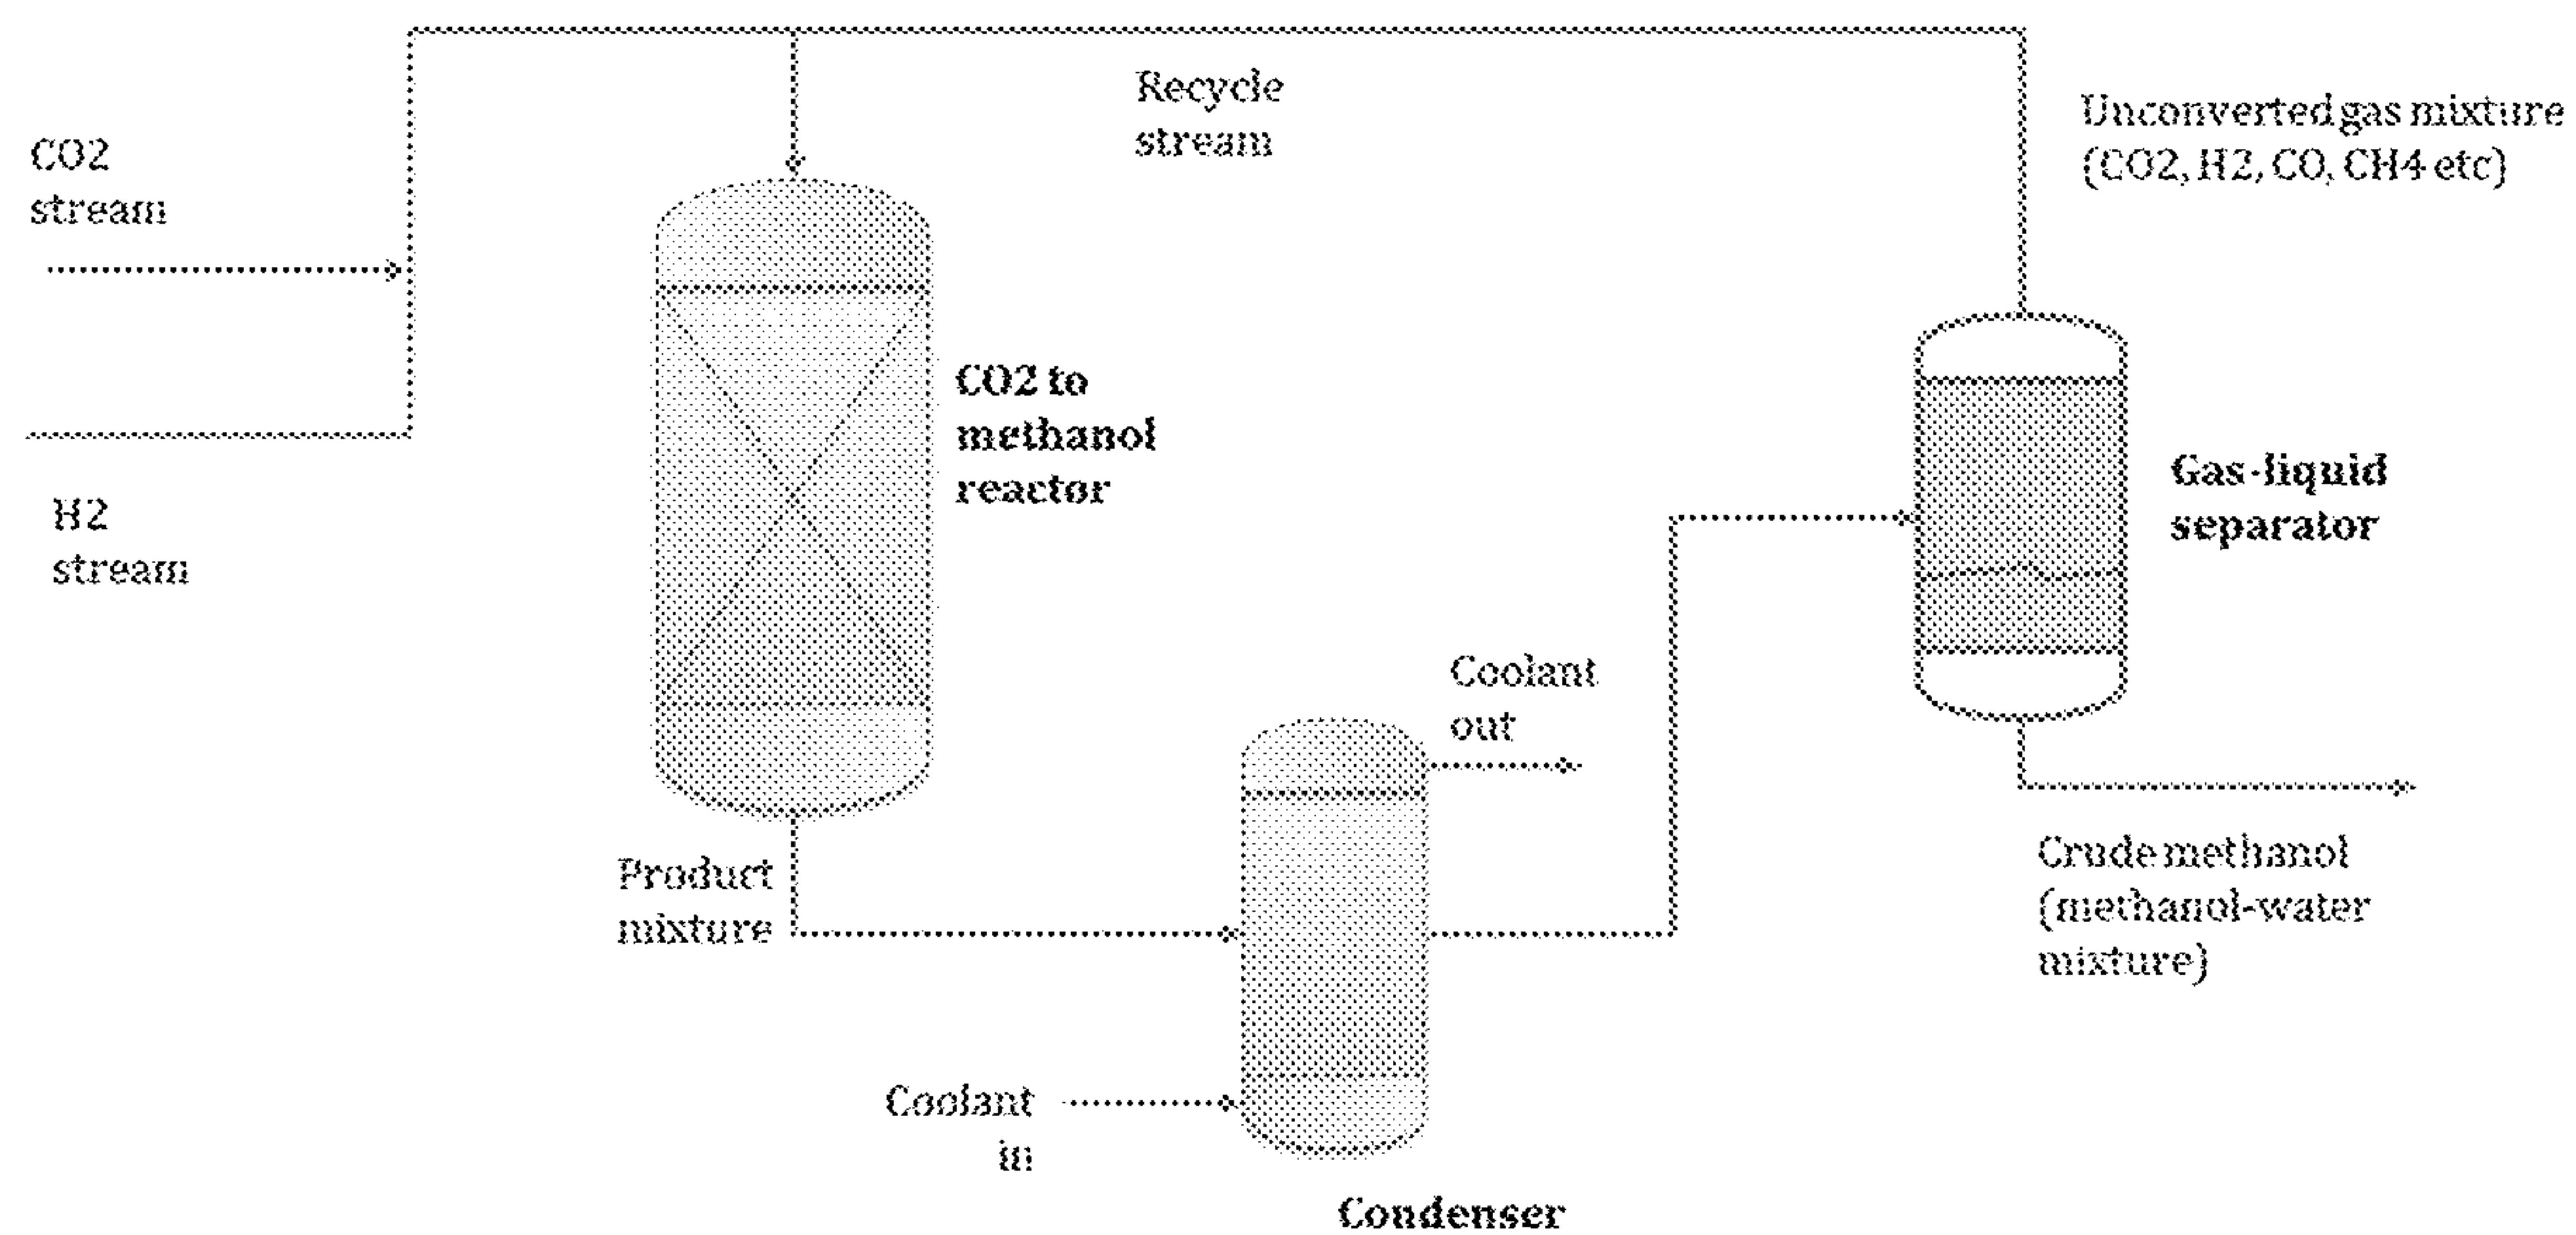 Recycle
stream
Unconverted gas mixture
(CO2, H2, CO, CH4 etc)
CO2
stream
H2
stream
CO2 to
methanol
reactor
Gas-liquid
separator
Coolant
out
Product
mixture
Crude methanol
(methanol-water
mixture)
Coolant
in
Condenser